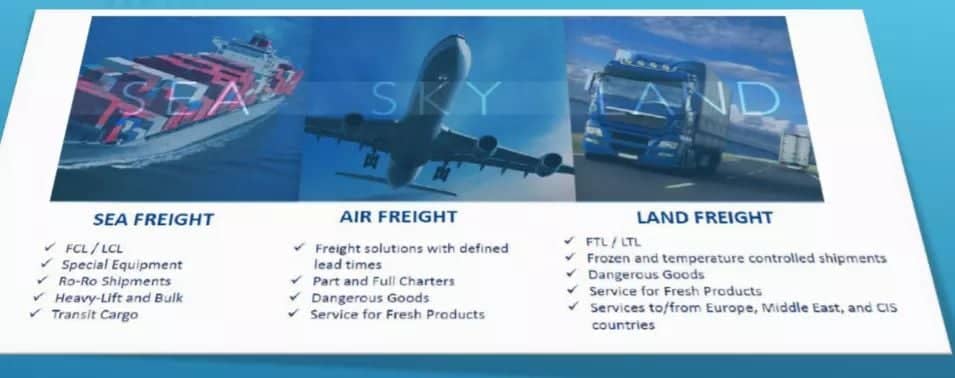 SEA SKY LAND
SEA FREIGHT
FCL / LCL
Special Equipment
Ro-Ro Shipments
Heavy-Lift and Bulk
Transit Cargo
AIR FREIGHT
Freight solutions with defined
lead times
Part and Full Charters
Dangerous Goods
Service for Fresh Products
LAND FREIGHT
FTL / LTL
Frozen and temperature controlled shipments
Dangerous Goods
Service for Fresh Products
Services to/from Europe, Middle East, and CIS
countries